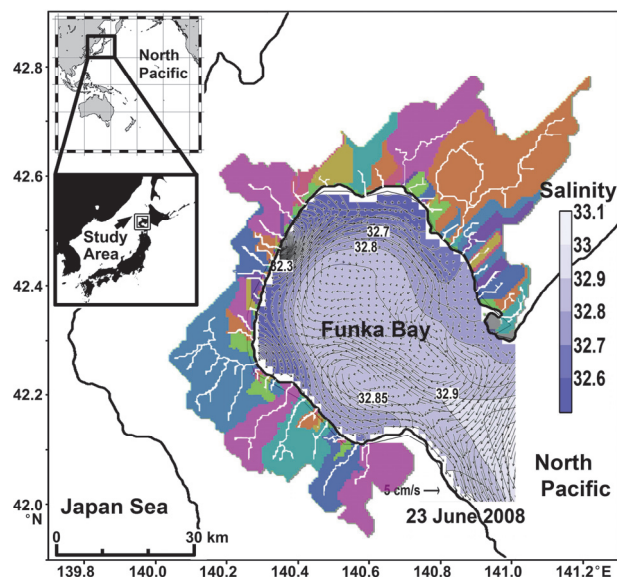 North
Pacific
Study
Area
42.8
42.6
42.4
42.2
42.0
°N
Salinity
33.1
33
32.9
32.8
32.7
32.6
32.7
32.8
32.3
Funka Bay
32.85
32.9
North
Pacific
5 cm/s
23 June 2008
Japan Sea
0
30 km
139.8
140.0
140.2
140.4
140.6
140.8
141.0
141.2°E